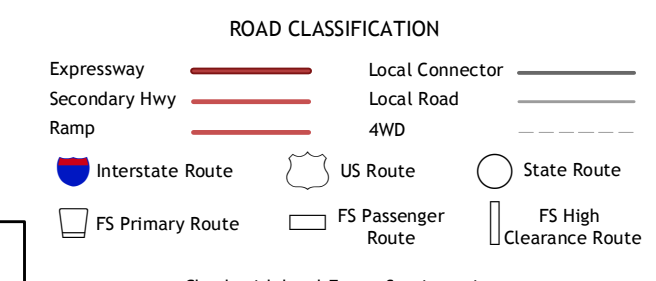 ROAD CLASSIFICATION
Expressway
Local Connector
Secondary Hwy
Local Road
Ramp
4WD
Interstate Route
US Route
State Route
FS Primary Route
FS Passenger
Route
FS High
Clearance Route